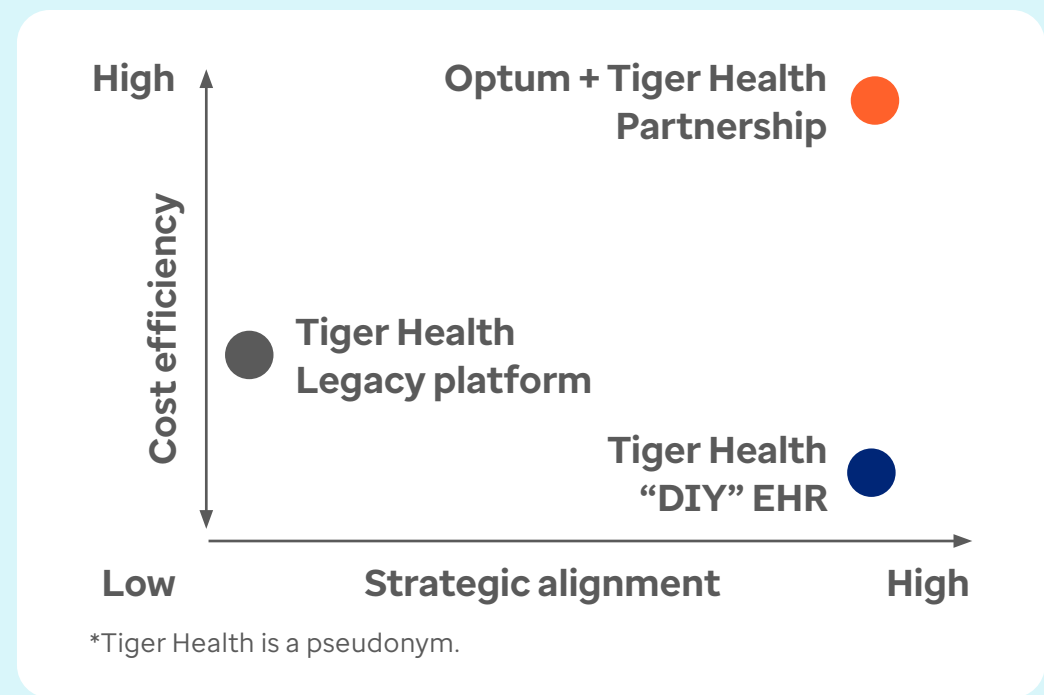 High
Optum + Tiger Health
Partnership
Cost efficiency
Tiger Health
Legacy platform
Tiger Health
“DIY” EHR
Low
Strategic alignment
High
*Tiger Health is a pseudonym.